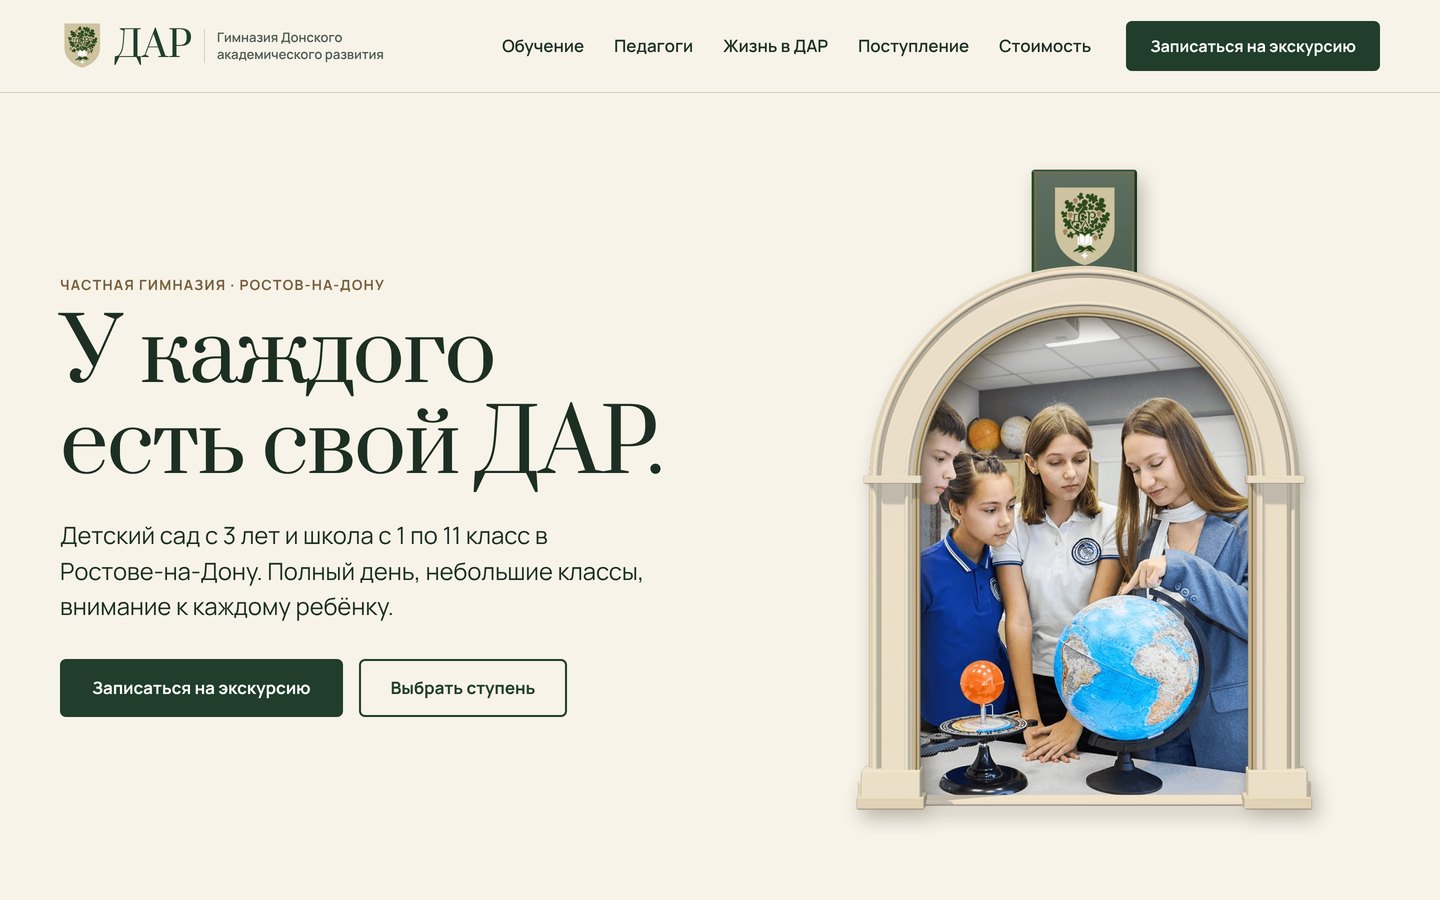 ДАР
Гимназия Донского
академического развития
Обучение
Педагоги
Жизнь в ДАР
Поступление
Стоимость
Записаться на экскурсию
ЧАСТНАЯ ГИМНАЗИЯ · РОСТОВ-НА-ДОНУ
У каждого
есть свой ДАР.
Детский сад с 3 лет и школа с 1 по 11 класс в
Ростове-на-Дону. Полный день, небольшие классы,
внимание к каждому ребёнку.
Записаться на экскурсию
Выбрать ступень
ДАР